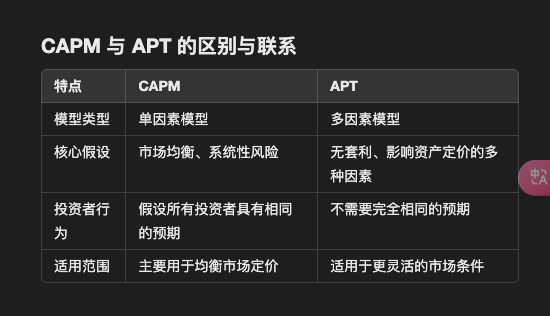 CAPM 与 APT 的区别与联系
特点 CAPM APT
模型类型 单因素模型 多因素模型
核心假设 市场均衡、系统性风险 无套利、影响资产定价的多
种因素
投资者行 假设所有投资者具有相同 不需要完全相同的预期
为 的预期
适用范围 主要用于均衡市场定价 适用于更灵活的市场条件
中
A